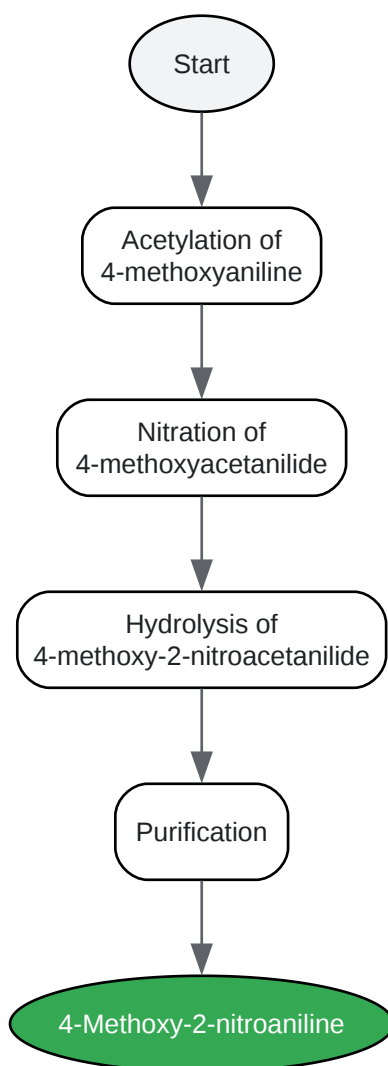 Start
Acetylation of
4-methoxyaniline
Nitration of
4-methoxyacetanilide
Hydrolysis of
4-methoxy-2-nitroacetanilide
Purification
4-Methoxy-2-nitroaniline